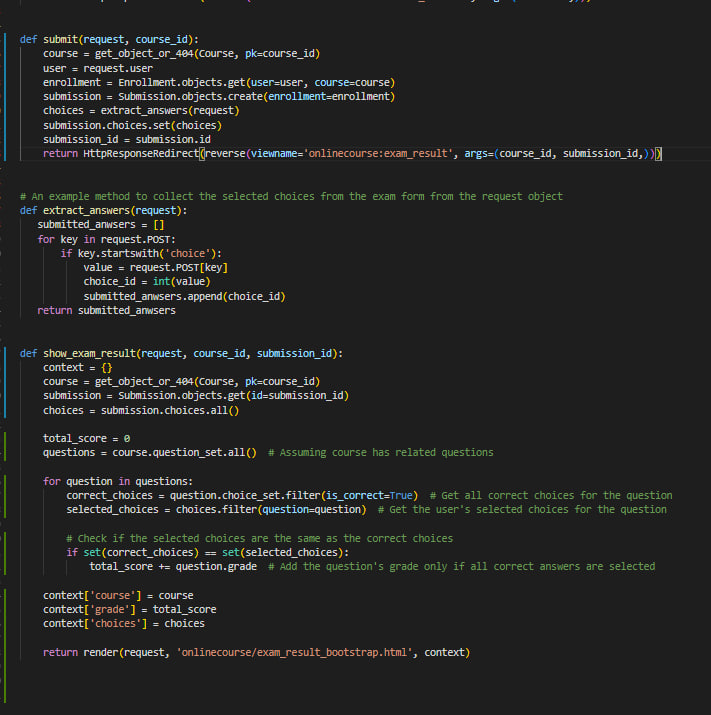 def submit(request, course_id):
    course = get_object_or_404(Course, pk=course_id)
    user = request.user
    enrollment = Enrollment.objects.get(user=user, course=course)
    submission = Submission.objects.create(enrollment=enrollment)
    choices = extract_answers(request)
    submission.choices.set(choices)
    submission_id = submission.id
    return HttpResponseRedirect(reverse(viewname='onlinecourse:exam_result', args=(course_id, submission_id,)))
# An example method to collect the selected choices from the exam form from the request object
def extract_answers(request):
   submitted_anwsers = []
   for key in request.POST:
       if key.startswith('choice'):
           value = request.POST[key]
           choice_id = int(value)
           submitted_anwsers.append(choice_id)
   return submitted_anwsers
def show_exam_result(request, course_id, submission_id):
    context = {}
    course = get_object_or_404(Course, pk=course_id)
    submission = Submission.objects.get(id=submission_id)
    choices = submission.choices.all()
    total_score = 0
    questions = course.question_set.all()  # Assuming course has related questions
    for question in questions:
        correct_choices = question.choice_set.filter(is_correct=True)  # Get all correct choices for the question
        selected_choices = choices.filter(question=question)  # Get the user's selected choices for the question
        # Check if the selected choices are the same as the correct choices
        if set(correct_choices) == set(selected_choices):
            total_score += question.grade  # Add the question's grade only if all correct answers are selected
    context['course'] = course
    context['grade'] = total_score
    context['choices'] = choices
    return render(request, 'onlinecourse/exam_result_bootstrap.html', context)